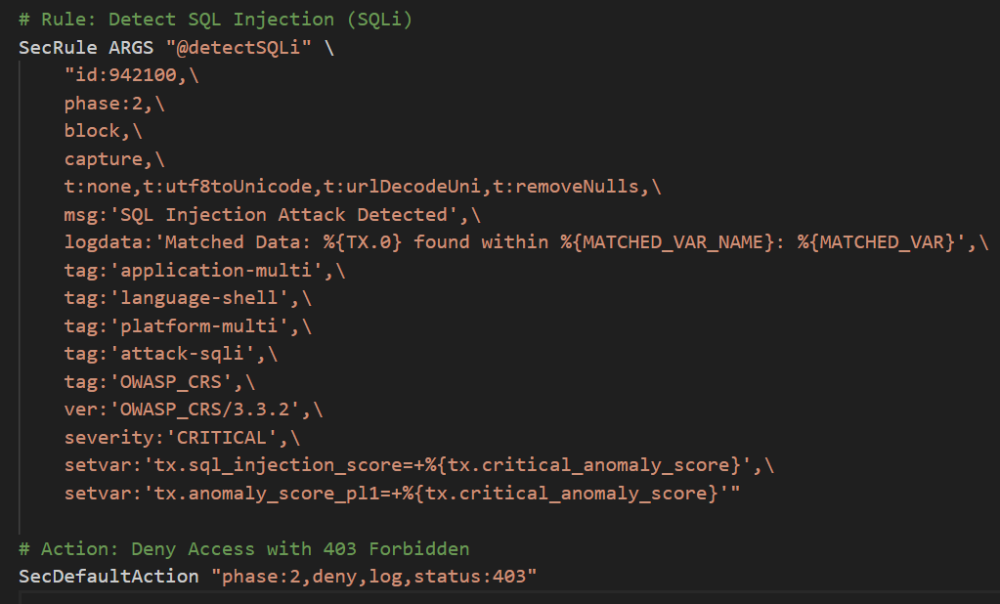 # Rule: Detect SQL Injection (SQLi)
SecRule ARGS "@detectSQLi" \
"id:942100,\
phase:2,\
block,\
capture,\
t:none,t:utf8toUnicode,t:urlDecodeUni,t:removeNulls,\
msg:'SQL Injection Attack Detected',\
logdata:'Matched Data: %{TX.0} found within %{MATCHED_VAR_NAME}: %{MATCHED_VAR}',\
tag:'application-multi',\
tag:'language-shell',\
tag:'platform-multi',\
tag:'attack-sqli',\
tag:'OWASP_CRS',\
ver:'OWASP_CRS/3.3.2',\
severity:'CRITICAL',\
setvar:'tx.sql_injection_score=+%{tx.critical_anomaly_score}',\
setvar:'tx.anomaly_score_pl1=+%{tx.critical_anomaly_score}'"
# Action: Deny Access with 403 Forbidden
SecDefaultAction "phase:2,deny,log,status:403"